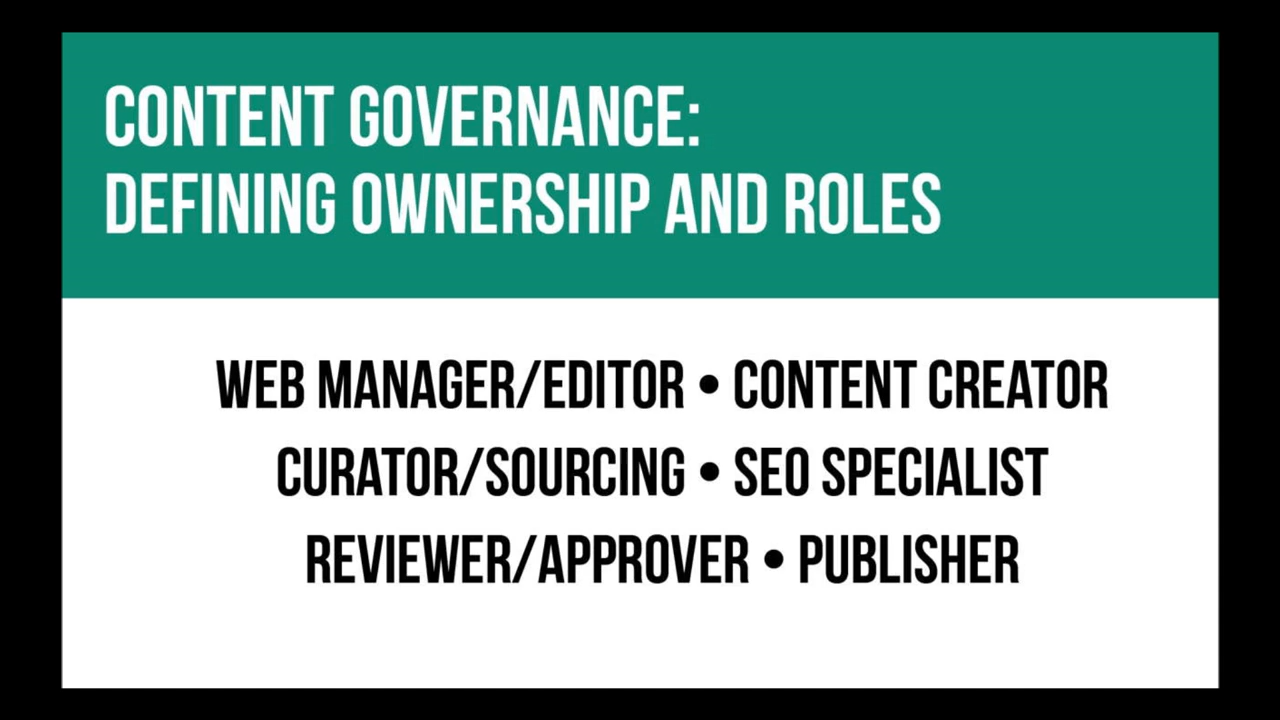 CONTENT GOVERNANCE:
DEFINING OWNERSHIP AND ROLES
WEB MANAGER/EDITOR • CONTENT CREATOR
CURATOR/SOURCING • SEO SPECIALIST
REVIEWER/APPROVER • PUBLISHER